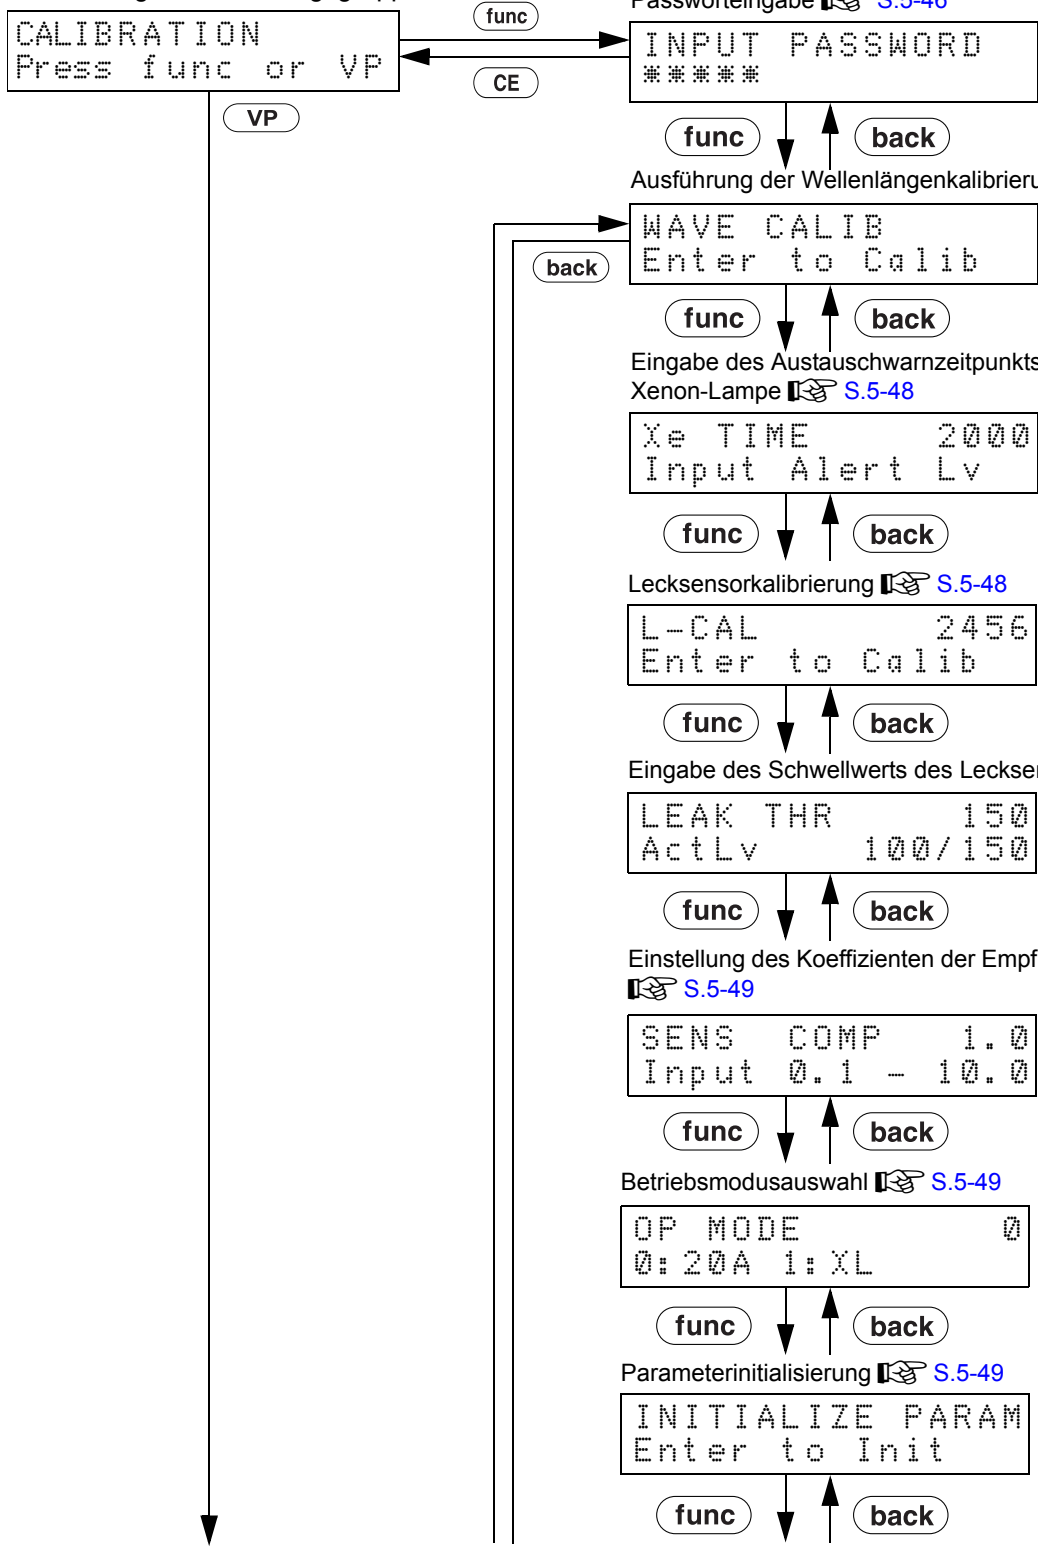 func
Passworteingabe S.5-46
CALIBRATION
Press func or VP
INPUT PASSWORD
*****
CE
VP
func back
Ausführung der Wellenlängenkalibrieru
WAVE CALIB
Enter to Calib
back
func back
Eingabe des Austauschwarnzeitpunkts
Xenon-Lampe S.5-48
Xe TIME 2000
Input Alert Lv
func back
Lecksensorkalibrierung S.5-48
L-CAL 2456
Enter to Calib
func back
Eingabe des Schwellwerts des Leckse
LEAK THR 150
ActLv 100/150
func back
Einstellung des Koeffizienten der Empf
S.5-49
SENS COMP 1.0
Input 0.1 - 10.0
func back
Betriebsmodusauswahl S.5-49
OP MODE 0
0:20A 1:XL
func back
Parameterinitialisierung S.5-49
INITIALIZE PARAM
Enter to Init
func back